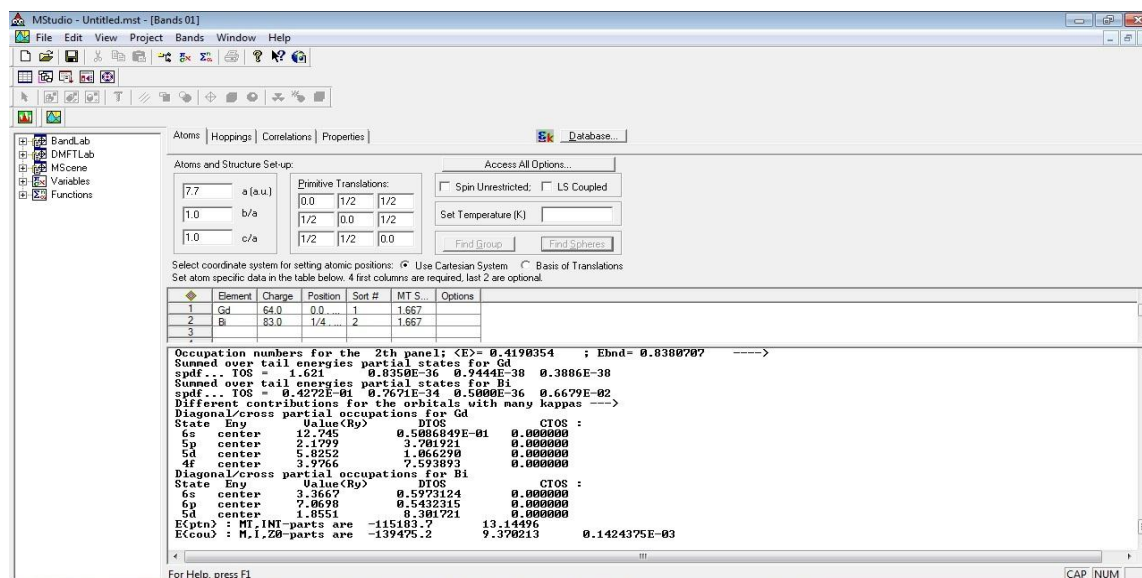 MStudio - Untitled.mst - [Bands 01]
File Edit View Project Bands Window Help
BandLab
DMFTLab
MScene
Variables
Functions
Atoms Hoppings Correlations Properties Database...
Atoms and Structure Set-up: Access All Options...
7.7 a (a.u.)
1.0 b/a
1.0 c/a
Primitive Translations:
0.0 1/2 1/2
1/2 0.0 1/2
1/2 1/2 0.0
Spin Unrestricted; LS Coupled
Set Temperature (K)
Find Group Find Spheres
Select coordinate system for setting atomic positions: Use Cartesian System Basis of Translations
Set atom specific data in the table below. 4 first columns are required, last 2 are optional.
Element Charge Position Sort # MT S... Options
1 Gd 64.0 0.0 ... 1 1.667
2 Bi 83.0 1/4 ... 2 1.667
3
Occupation numbers for the 2th panel; <E>= 0.4190354 ; Ebnd= 0.8380707 ---->
Summed over tail energies partial states for Gd
spdf... TOS = 1.621 0.8350E-36 0.9444E-38 0.3886E-38
Summed over tail energies partial states for Bi
spdf... TOS = 0.4272E-01 0.7671E-34 0.5000E-36 0.6679E-02
Different contributions for the orbitals with many kappas --->
Diagonal/cross partial occupations for Gd
State Eny Value(Ry) DTOS CTOS :
6s center 12.745 0.5086849E-01 0.000000
5p center 2.1799 3.701921 0.000000
5d center 5.8252 1.066290 0.000000
4f center 3.9766 7.593893 0.000000
Diagonal/cross partial occupations for Bi
State Eny Value(Ry) DTOS CTOS :
6s center 3.3667 0.5973124 0.000000
6p center 7.0698 0.5432315 0.000000
5d center 1.8551 8.301721 0.000000
E(ptn) : MT,INT-parts are -115183.7 13.14496
E(cou) : M,I,Z0-parts are -139475.2 9.370213 0.1424375E-03
For Help, press F1 CAP NUM